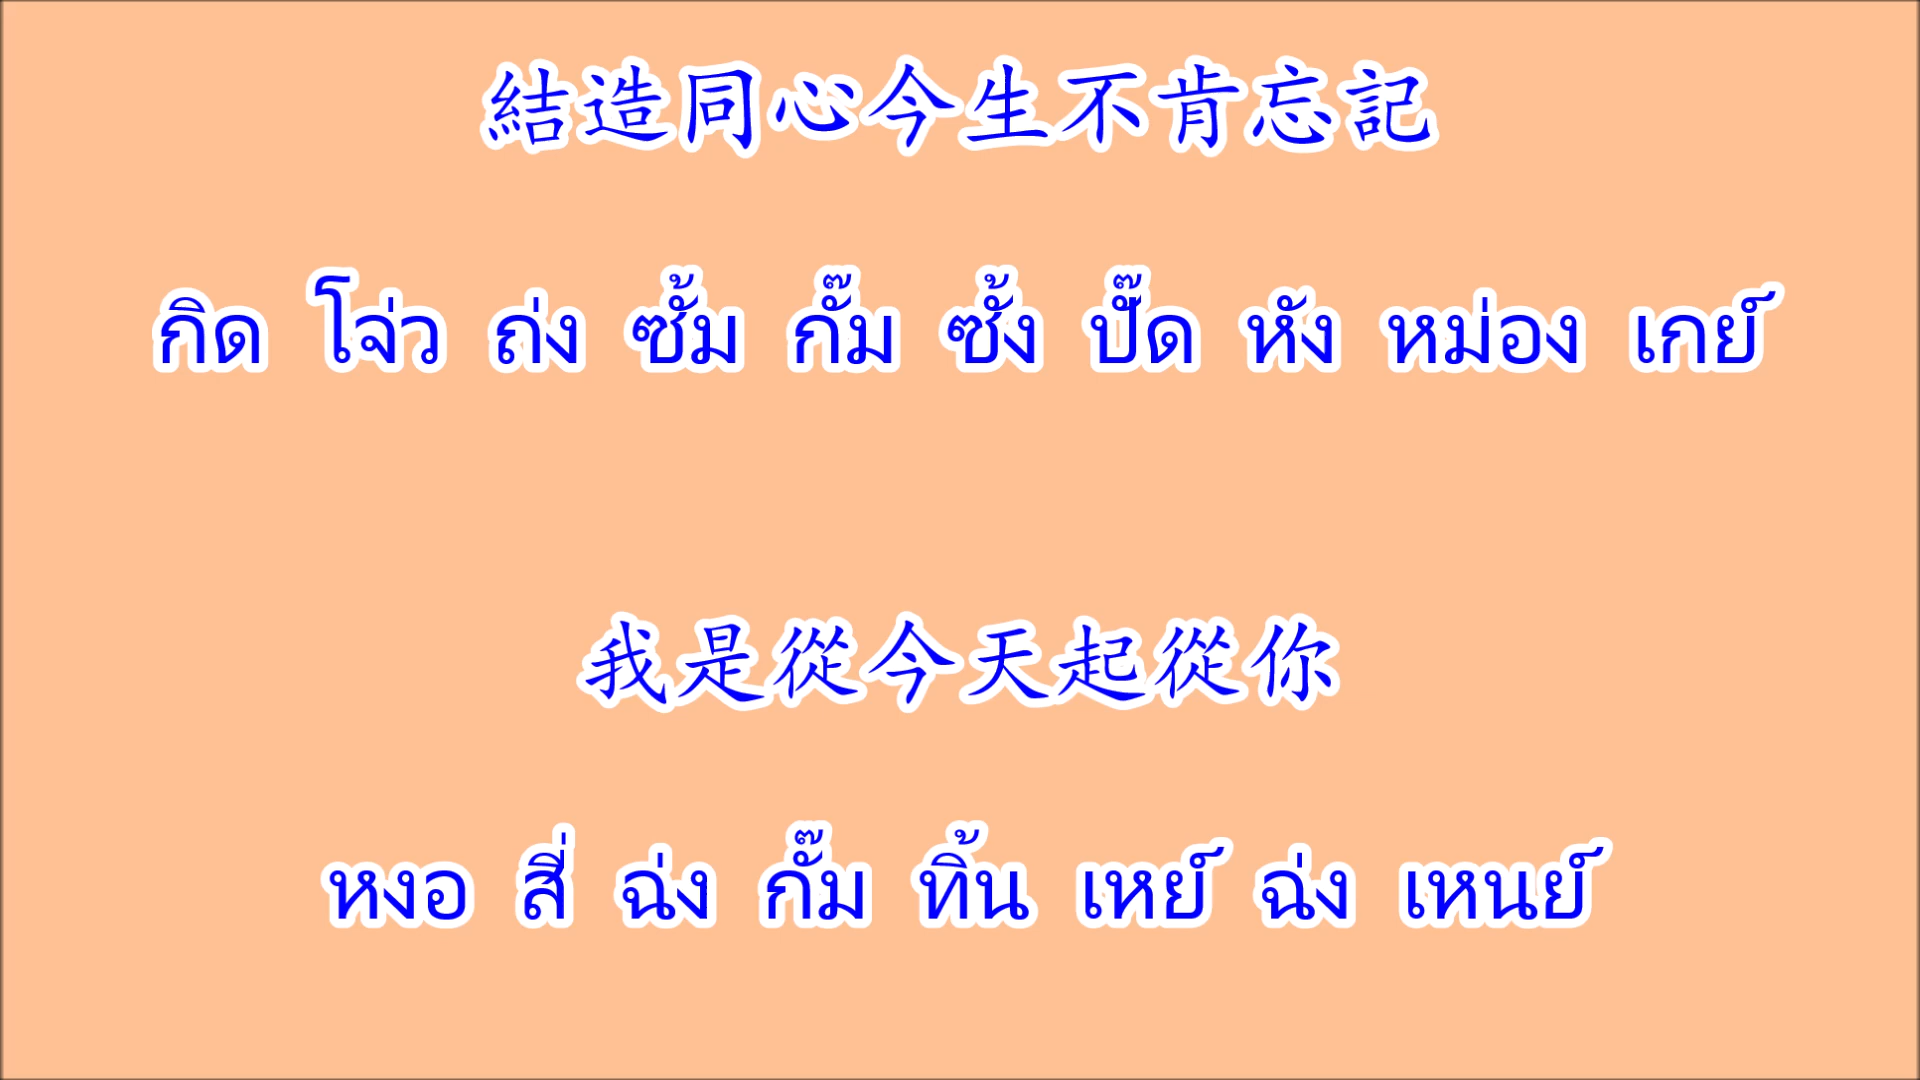 結造同心今生不肯忘記
กิด โจ่ว ถ่ง ซั้ม กั๊ม ซั้ง ปั๊ด หัง หม่อง เกย์
我是從今天起從你
หงอ สี่ ฉ่ง กั๊ม ทิ้น เหย์ ฉ่ง เหนย์